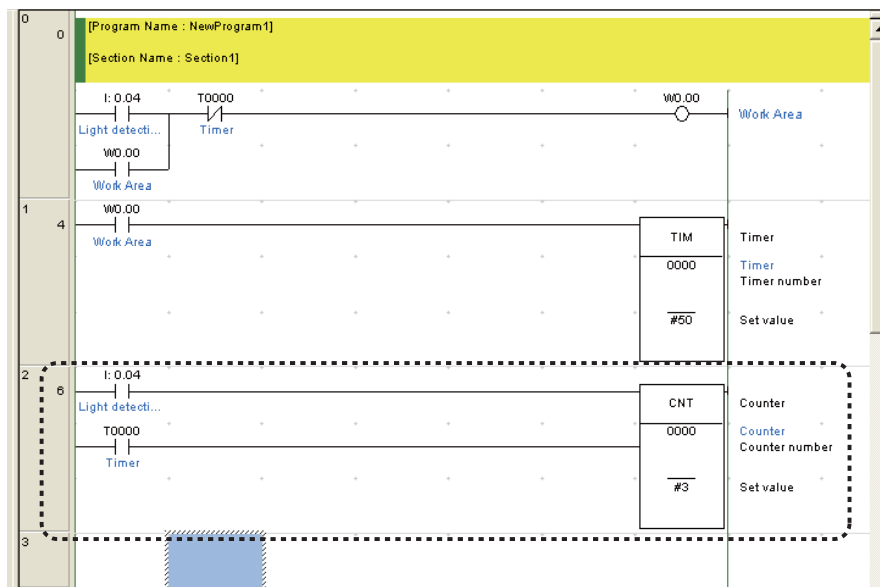 0
0
[Program Name : NewProgram1]
[Section Name : Section1]
I: 0.04
T0000
W0.00
Light detecti...
Timer
Work Area
W0.00
Work Area
1
4
W0.00
Work Area
TIM
Timer
0000
Timer
Timer number
#50
Set value
2
6
I: 0.04
Light detecti...
CNT
Counter
T0000
Timer
0000
Counter
Counter number
#3
Set value
3